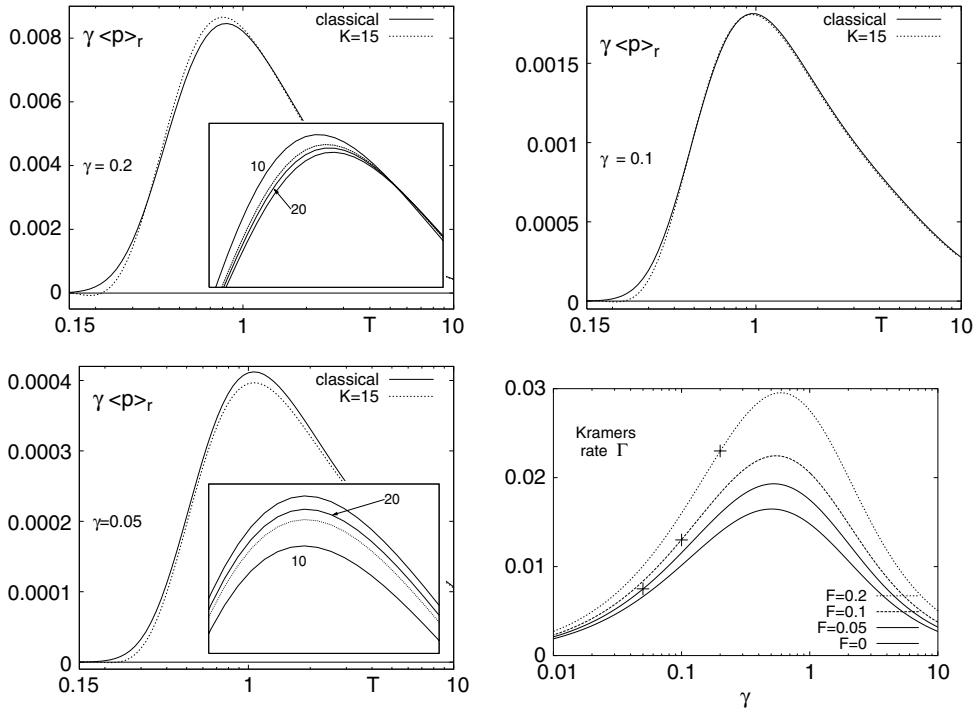 0.008
0.006
0.004
0.002
0
γ <p>r
classical
K=15
γ = 0.2
10
20
0.15
1
T
10
0.0015
0.001
0.0005
0
γ <p>r
classical
K=15
γ = 0.1
0.15
1
T
10
0.0004
0.0003
0.0002
0.0001
0
γ <p>r
classical
K=15
γ=0.05
20
10
0.15
1
T
10
0.03
0.02
0.01
0
Kramers
rate Γ
F=0.2
F=0.1
F=0.05
F=0
0.01
0.1
1
10
γ